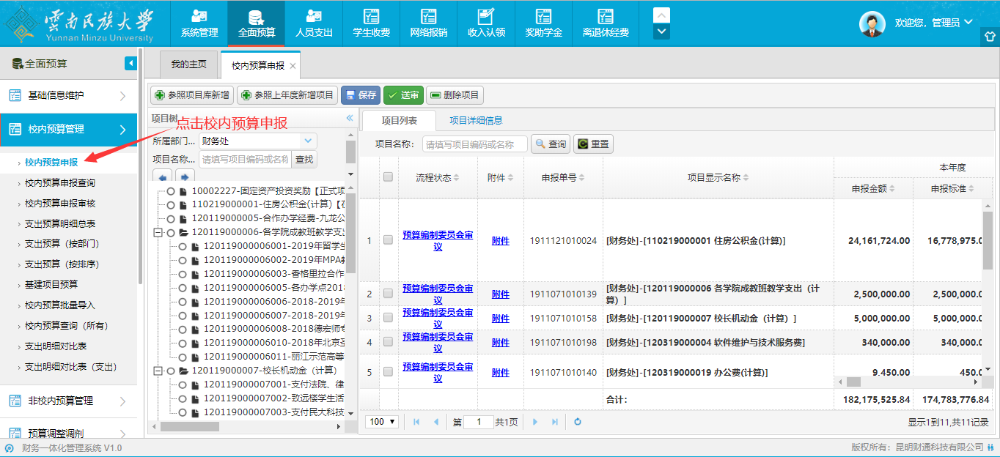 雲南民族大学
Yunnan Minzu University
系统管理
全面预算
人员支出
学生收费
网络报销
收入认领
奖助学金
离退休经费
欢迎您，管理员
全面预算
我的主页
校内预算申报
基础信息维护
校内预算管理
校内预算申报
校内预算申报查询
校内预算申报审核
支出预算明细总表
支出预算（按部门）
支出预算（按排序）
基建项目预算
校内预算批量导入
校内预算查询（所有）
支出明细对比表
支出明细对比表（支出）
非校内预算管理
预算调整调剂
参照项目库新增
参照上年度新增项目
保存
送审
删除项目
项目树
点击校内预算申报
所属部门... 财务处
项目名称... 请填写项目编码或名称 查找
10002227-固定资产投资奖励【正式项
110219000001-住房公积金(计算)【在
120119000005-合作办学经费-九龙公
120119000006-各学院成教班教学支出
120119000006001-2019年留学生
120119000006002-2019年MPA教
120119000006003-香格里拉合作
120119000006005-各办学点2018
120119000006006-2018-2019年
120119000006007-2018-2019年
120119000006008-2018德宏师专
120119000006010-2018年北京圣
120119000006011-丽江示范高等
120119000007-校长机动金（计算）
120119000007001-支付法院、律
120119000007002-致远楼学生活
120119000007003-支付民大科技
项目列表
项目详细信息
项目名称: 请填写项目编码或名称 查询 重置
流程状态 附件 申报单号 项目显示名称 本年度
申报金额 申报标准
1 预算编制委员会审议 附件 1911121010024 [财务处]-[110219000001 住房公积金(计算)] 24,161,724.00 16,778,975.0
2 预算编制委员会审议 附件 1911071010139 [财务处]-[120119000006 各学院成教班教学支出（计算）] 2,500,000.00 2,500,000.0
3 预算编制委员会审议 附件 1911071010158 [财务处]-[120119000007 校长机动金（计算）] 5,000,000.00 5,000,000.0
4 预算编制委员会审议 附件 1911071010198 [财务处]-[120319000004 软件维护与技术服务费] 340,000.00 340,000.0
5 预算编制委员会审议 附件 1911071010140 [财务处]-[120319000019 办公费(计算)] 9,450.00 450.0
合计: 182,175,525.84 174,783,776.84
100 第 1 共1页 显示1到11,共11记录
财务一体化管理系统 V1.0
版权所有：昆明财通科技有限公司